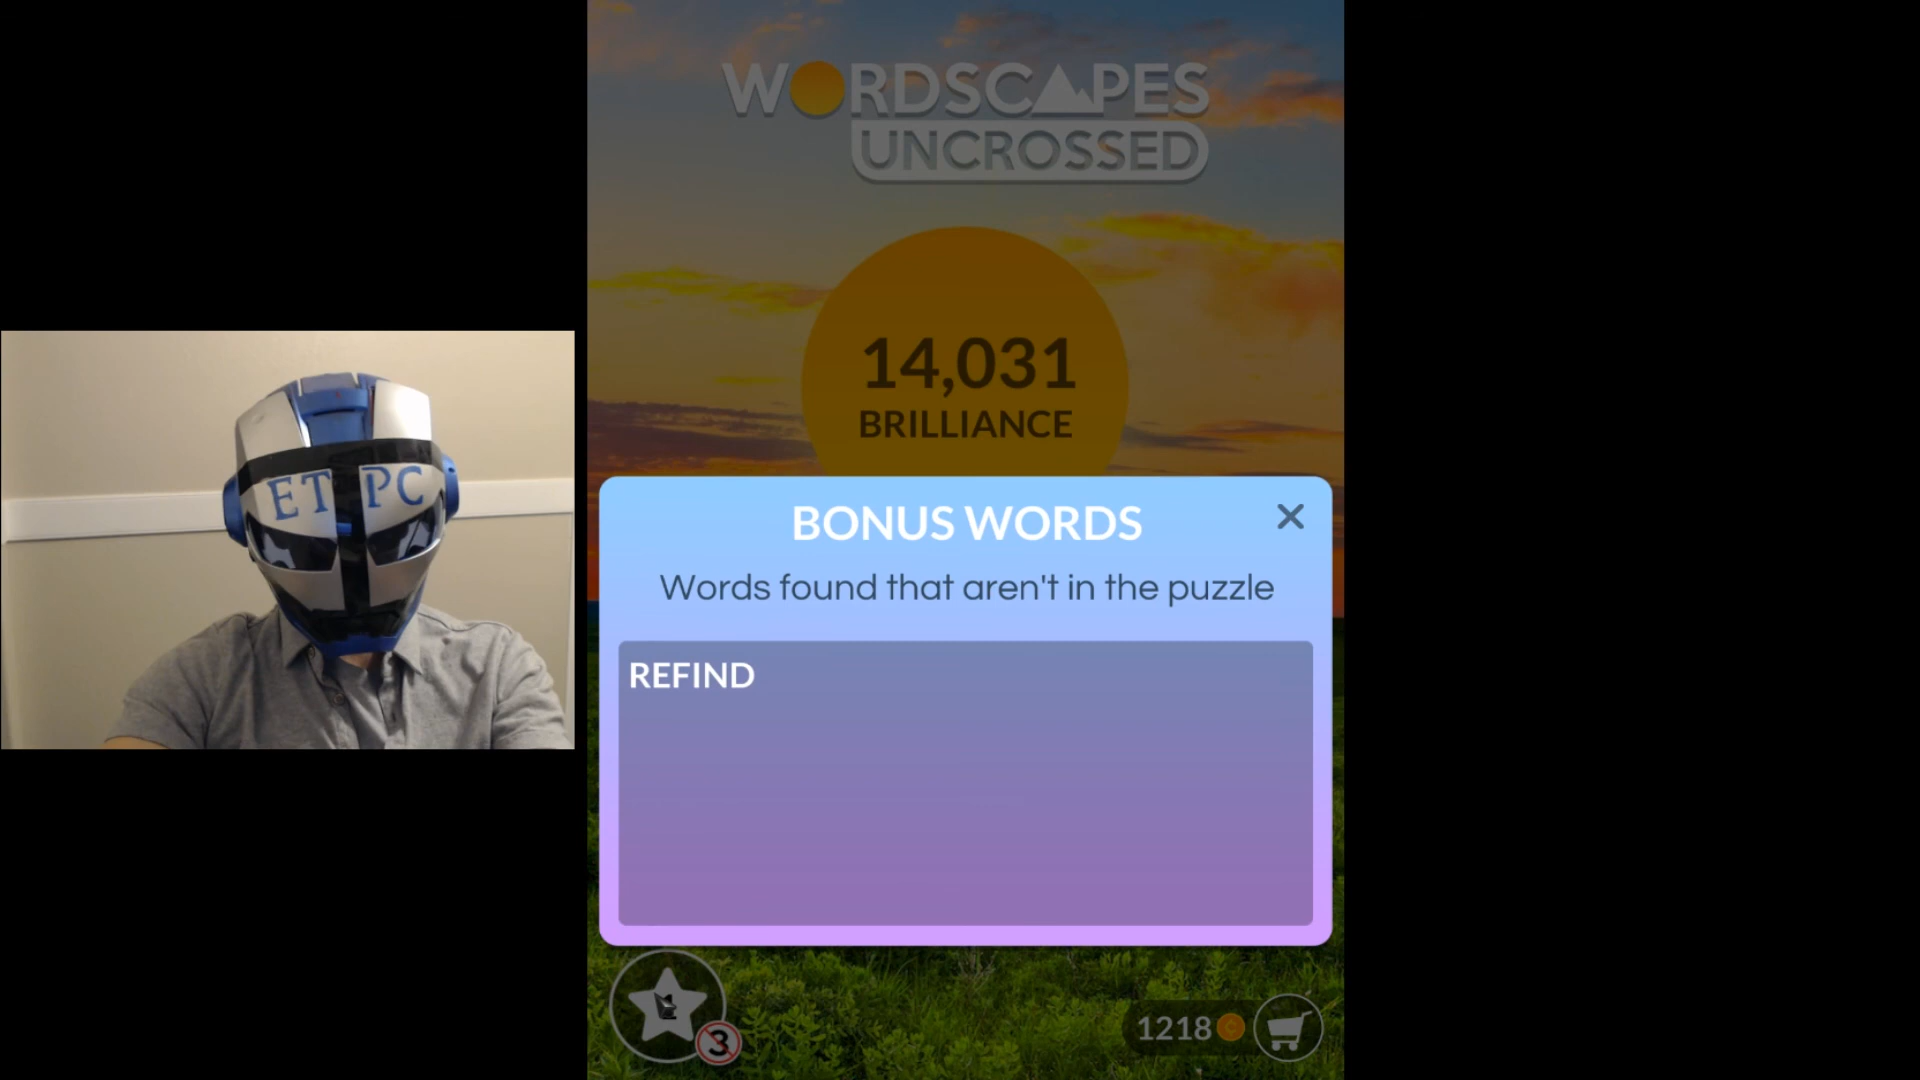 WORDSCAPES
UNCROSSED
14,031
BRILLIANCE
BONUS WORDS
Words found that aren't in the puzzle
REFIND
ET PC
3
1218